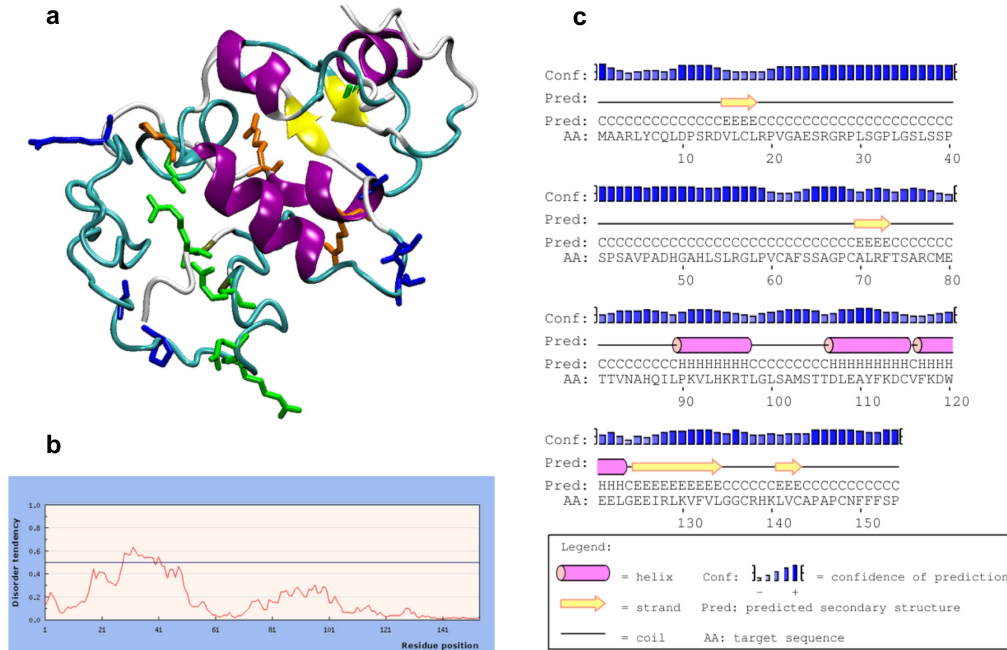 a
b
1.0
0.8
0.6
0.4
0.2
0.0
Disorder tendency
1 21 41 61 81 101 121 141
Residue position
c
Conf:
Pred:
Pred: CCCCCCCCCCCCCCEEEECCCCCCCCCCCCCCCCCCCCCC
AA: MAARLYCQLDPSRDVLCLRPVGAESRGRPLSGPLGSLSSP
10 20 30 40
Conf:
Pred:
Pred: CCCCCCCCCCCCCCCCCCCCCCCCCCCCCEEEECCCCCCC
AA: SPSAVPADHGAHLSLRGLPVCAFSSAGPCALRFTSARCME
50 60 70 80
Conf:
Pred:
Pred: CCCCCCCCCHHHHHHHHCCCCCCCCCHHHHHHHHHCHHHH
AA: TTVNAHQILPKVLHKRTLGLSAMSTTDLEAYFKDCVFKDW
90 100 110 120
Conf:
Pred:
Pred: HHHCEEEEEEEEEECCCCCCEEECCCCCCCCCCC
AA: EELGEEIRLKVFVLGGCRHKLVCAPAPCNFFFSP
130 140 150
Legend:
= helix Conf: = confidence of prediction
- +
= strand Pred: predicted secondary structure
= coil AA: target sequence